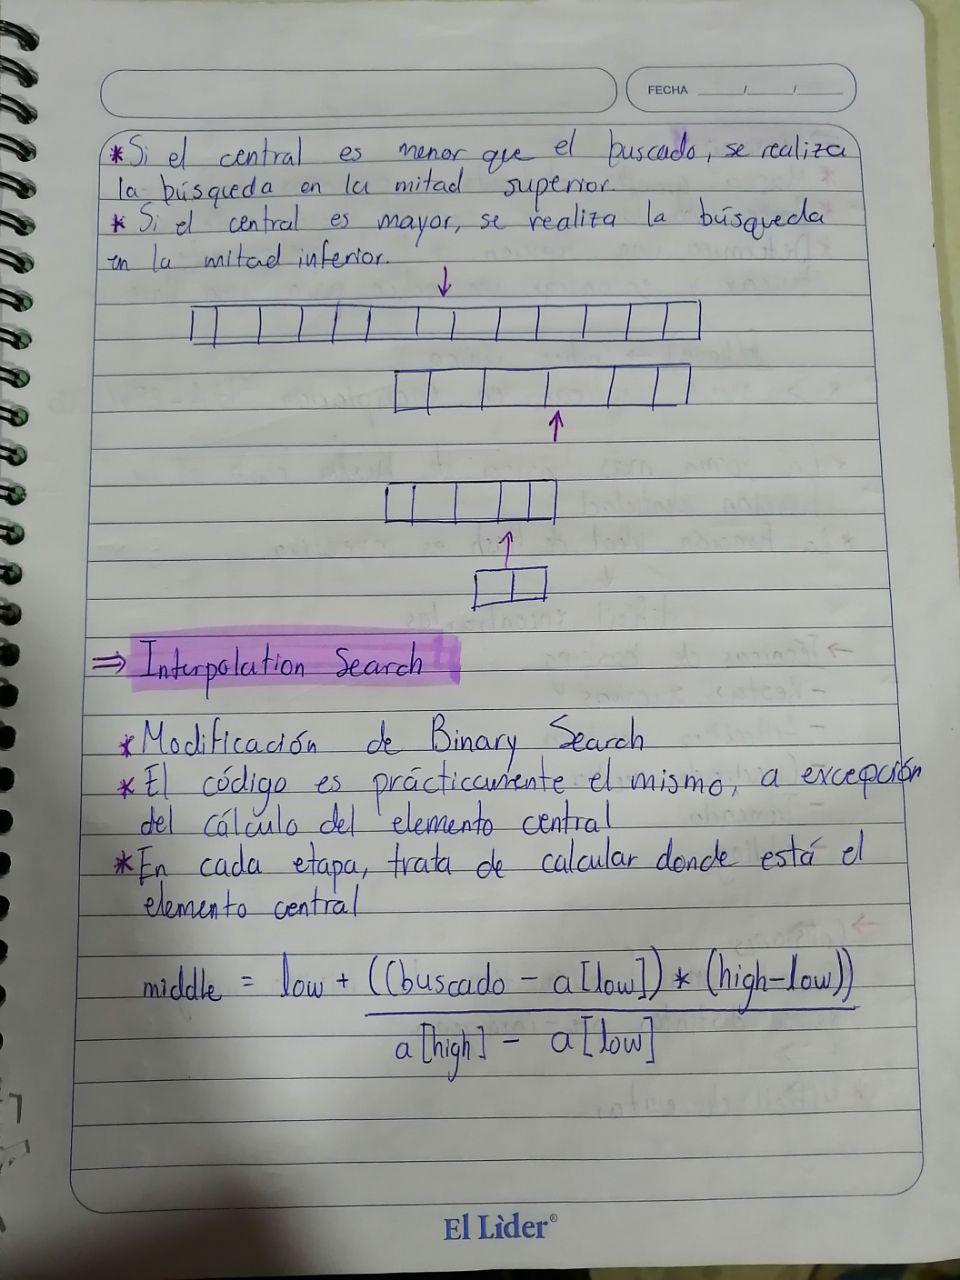 FECHA ___/___/___
* Si el central es menor que el buscado, se realiza
la búsqueda en la mitad superior.
* Si el central es mayor, se realiza la búsqueda
en la mitad inferior.
⇒ Interpolation Search
* Modificación de Binary Search
* El código es prácticamente el mismo, a excepción
del cálculo del elemento central
* En cada etapa, trata de calcular donde está el
elemento central
middle = low + ((buscado - a[low]) * (high-low))
a[high] - a[low]
El Lider®